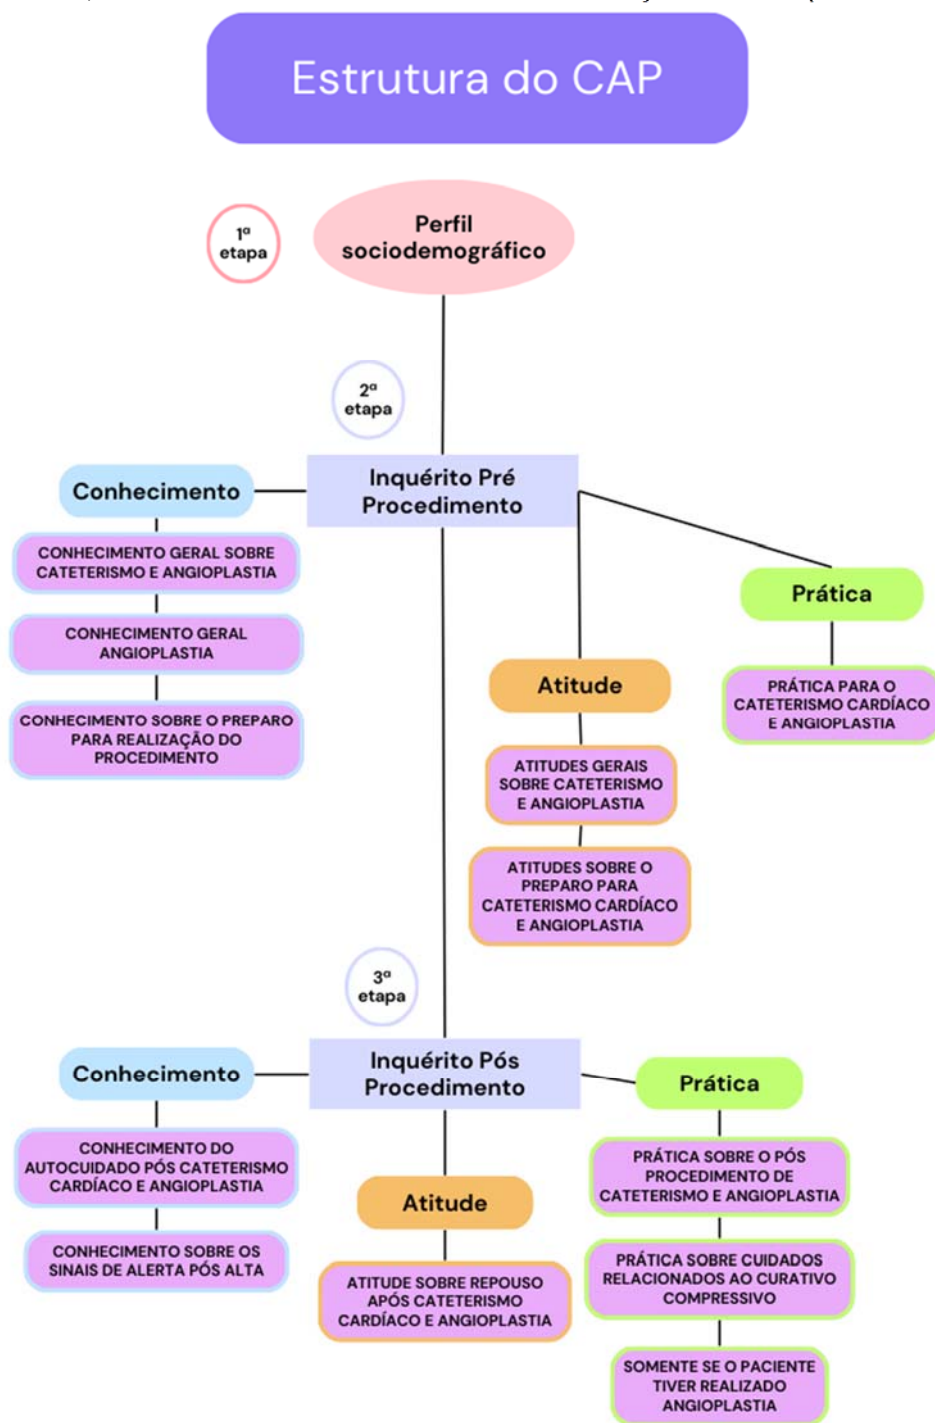 Estrutura do CAP
1ª
etapa
Perfil
sociodemográfico
2ª
etapa
Inquérito Pré
Procedimento
Conhecimento
CONHECIMENTO GERAL SOBRE
CATETERISMO E ANGIOPLASTIA
CONHECIMENTO GERAL
ANGIOPLASTIA
CONHECIMENTO SOBRE O PREPARO
PARA REALIZAÇÃO DO
PROCEDIMENTO
Atitude
ATITUDES GERAIS
SOBRE CATETERISMO
E ANGIOPLASTIA
ATITUDES SOBRE O
PREPARO PARA
CATETERISMO CARDÍACO
E ANGIOPLASTIA
Prática
PRÁTICA PARA O
CATETERISMO CARDÍACO
E ANGIOPLASTIA
3ª
etapa
Inquérito Pós
Procedimento
Conhecimento
CONHECIMENTO DO
AUTOCUIDADO PÓS CATETERISMO
CARDÍACO E ANGIOPLASTIA
CONHECIMENTO SOBRE OS
SINAIS DE ALERTA PÓS ALTA
Atitude
ATITUDE SOBRE REPOUSO
APÓS CATETERISMO
CARDÍACO E ANGIOPLASTIA
Prática
PRÁTICA SOBRE O PÓS
PROCEDIMENTO DE
CATETERISMO E ANGIOPLASTIA
PRÁTICA SOBRE CUIDADOS
RELACIONADOS AO CURATIVO
COMPRESSIVO
SOMENTE SE O PACIENTE
TIVER REALIZADO
ANGIOPLASTIA